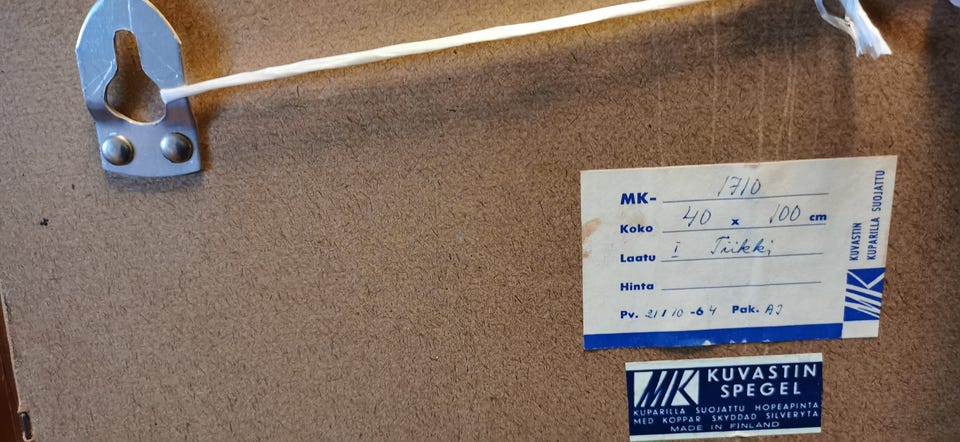 MK- 1710
Koko 40 x 100 cm
Laatu I Tiikki
Hinta
Pv. 21/10 -64 Pak. AJ
KUVASTIN
KUPARILLA SUOJATTU
MK
MK KUVASTIN
SPEGEL
KUPARILLA SUOJATTU HOPEAPINTA
MED KOPPAR SKYDDAD SILVERYTA
MADE IN FINLAND